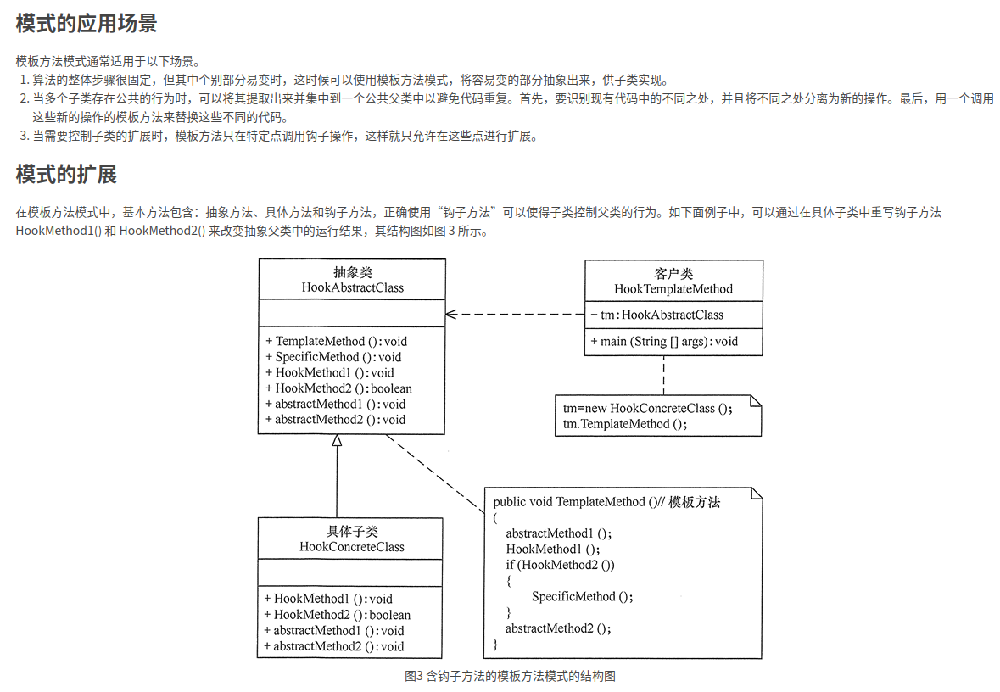 模式的应用场景
模板方法模式通常适用于以下场景。
1. 算法的整体步骤很固定，但其中个别部分易变时，这时候可以使用模板方法模式，将容易变的部分抽象出来，供子类实现。
2. 当多个子类存在公共的行为时，可以将其提取出来并集中到一个公共父类中以避免代码重复。首先，要识别现有代码中的不同之处，并且将不同之处分离为新的操作。最后，用一个调用
这些新的操作的模板方法来替换这些不同的代码。
3. 当需要控制子类的扩展时，模板方法只在特定点调用钩子操作，这样就只允许在这些点进行扩展。
模式的扩展
在模板方法模式中，基本方法包含：抽象方法、具体方法和钩子方法，正确使用“钩子方法”可以使得子类控制父类的行为。如下面例子中，可以通过在具体子类中重写钩子方法
HookMethod1() 和 HookMethod2() 来改变抽象父类中的运行结果，其结构图如图 3 所示。
抽象类
HookAbstractClass
+ TemplateMethod ():void
+ SpecificMethod ():void
+ HookMethod1 ():void
+ HookMethod2 ():boolean
+ abstractMethod1 ():void
+ abstractMethod2 ():void
客户类
HookTemplateMethod
− tm:HookAbstractClass
+ main (String [] args):void
tm=new HookConcreteClass ();
tm.TemplateMethod ();
具体子类
HookConcreteClass
+ HookMethod1 ():void
+ HookMethod2 ():boolean
+ abstractMethod1 ():void
+ abstractMethod2 ():void
public void TemplateMethod ()// 模板方法
(
abstractMethod1 ();
HookMethod1 ();
if (HookMethod2 ())
{
SpecificMethod ();
}
abstractMethod2 ();
}
图3 含钩子方法的模板方法模式的结构图